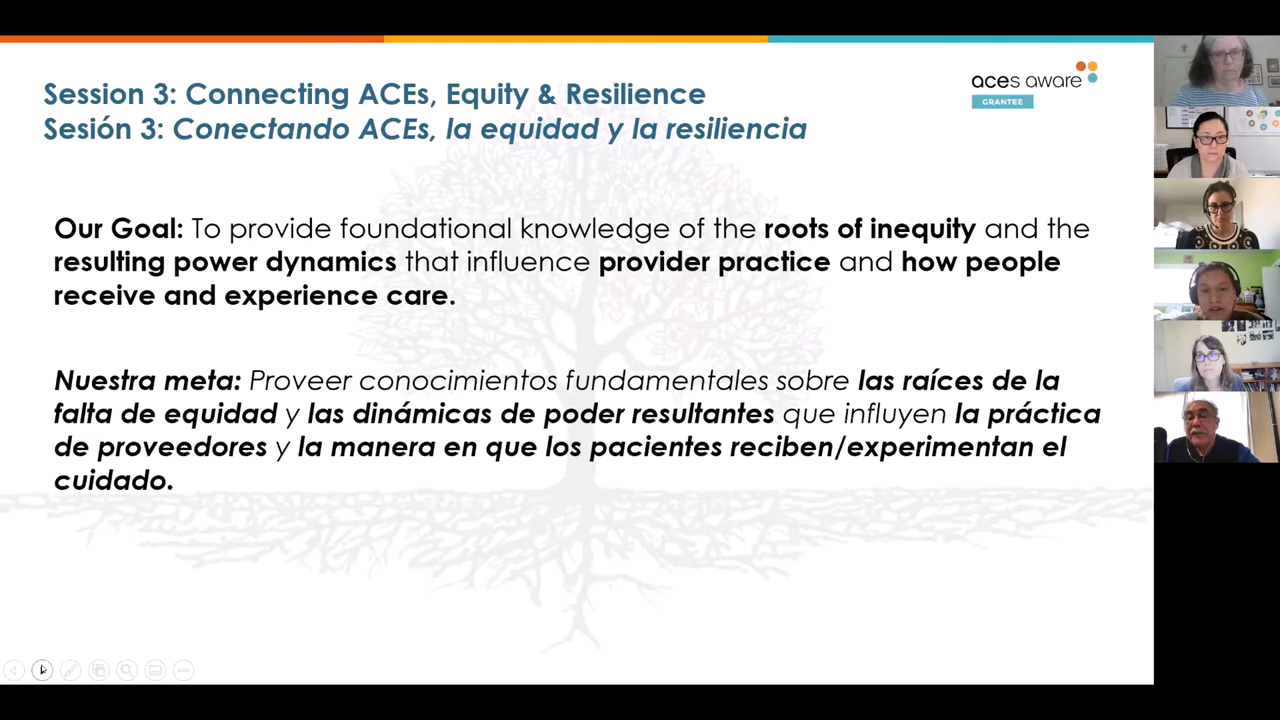 Session 3: Connecting ACEs, Equity & Resilience
Sesión 3: Conectando ACEs, la equidad y la resiliencia
aces aware
GRANTEE
Our Goal: To provide foundational knowledge of the roots of inequity and the
resulting power dynamics that influence provider practice and how people
receive and experience care.
Nuestra meta: Proveer conocimientos fundamentales sobre las raíces de la
falta de equidad y las dinámicas de poder resultantes que influyen la práctica
de proveedores y la manera en que los pacientes reciben/experimentan el
cuidado.